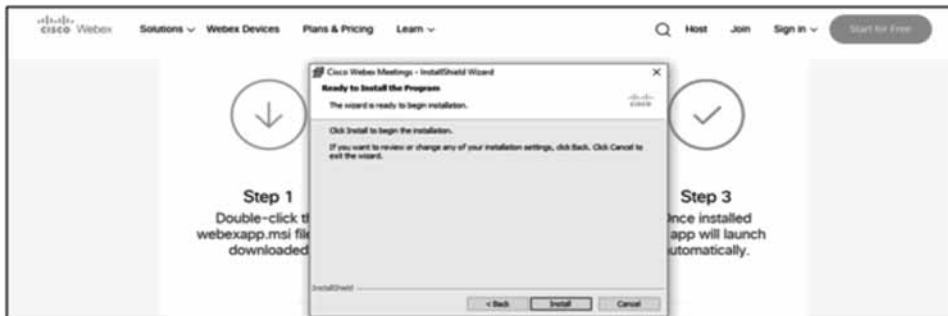 CISCO Webex Solutions Webex Devices Plans & Pricing Learn Host Join Sign in Start for Free
Cisco Webex Meetings - InstallShield Wizard
Ready to Install the Program
The wizard is ready to begin installation.
CISCO
Click Install to begin the installation.
If you want to review or change any of your installation settings, click Back. Click Cancel to
exit the wizard.
Step 1
Double-click th
webexapp.msi file
downloaded
Step 3
Once installed
app will launch
automatically.
InstallShield
< Back Install Cancel